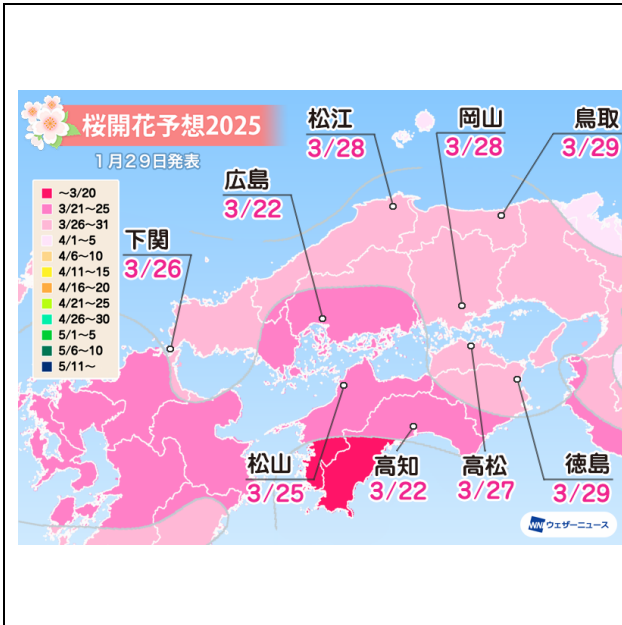 桜開花予想2025
1月29日発表
松江
3/28
岡山
3/28
鳥取
3/29
広島
3/22
下関
3/26
～3/20
3/21～25
3/26～31
4/1～5
4/6～10
4/11～15
4/16～20
4/21～25
4/26～30
5/1～5
5/6～10
5/11～
松山
3/25
高知
3/22
高松
3/27
徳島
3/29
WNI ウェザーニュース